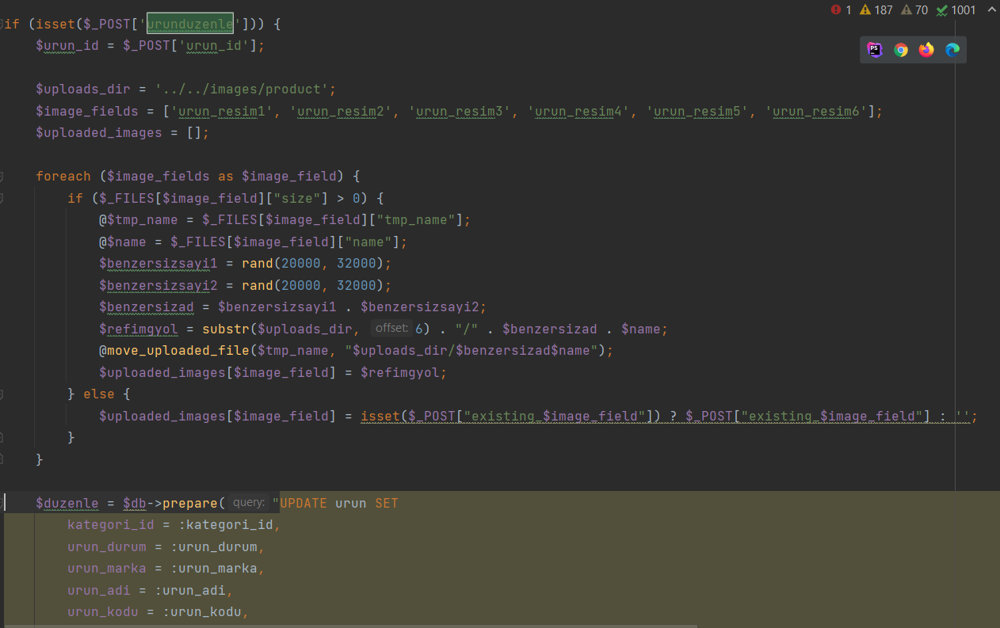 if (isset($_POST['urunduzenle'])) {
1 187 70 1001
$urun_id = $_POST['urun_id'];
PS
$uploads_dir = '../../images/product';
$image_fields = ['urun_resim1', 'urun_resim2', 'urun_resim3', 'urun_resim4', 'urun_resim5', 'urun_resim6'];
$uploaded_images = [];
foreach ($image_fields as $image_field) {
if ($_FILES[$image_field]["size"] > 0) {
@$tmp_name = $_FILES[$image_field]["tmp_name"];
@$name = $_FILES[$image_field]["name"];
$benzersizsayi1 = rand(20000, 32000);
$benzersizsayi2 = rand(20000, 32000);
$benzersizad = $benzersizsayi1 . $benzersizsayi2;
$refimgyol = substr($uploads_dir, offset: 6) . "/" . $benzersizad . $name;
@move_uploaded_file($tmp_name, "$uploads_dir/$benzersizad$name");
$uploaded_images[$image_field] = $refimgyol;
} else {
$uploaded_images[$image_field] = isset($_POST["existing_$image_field"]) ? $_POST["existing_$image_field"] : '';
}
}
$duzenle = $db->prepare( query: "UPDATE urun SET
kategori_id = :kategori_id,
urun_durum = :urun_durum,
urun_marka = :urun_marka,
urun_adi = :urun_adi,
urun_kodu = :urun_kodu,